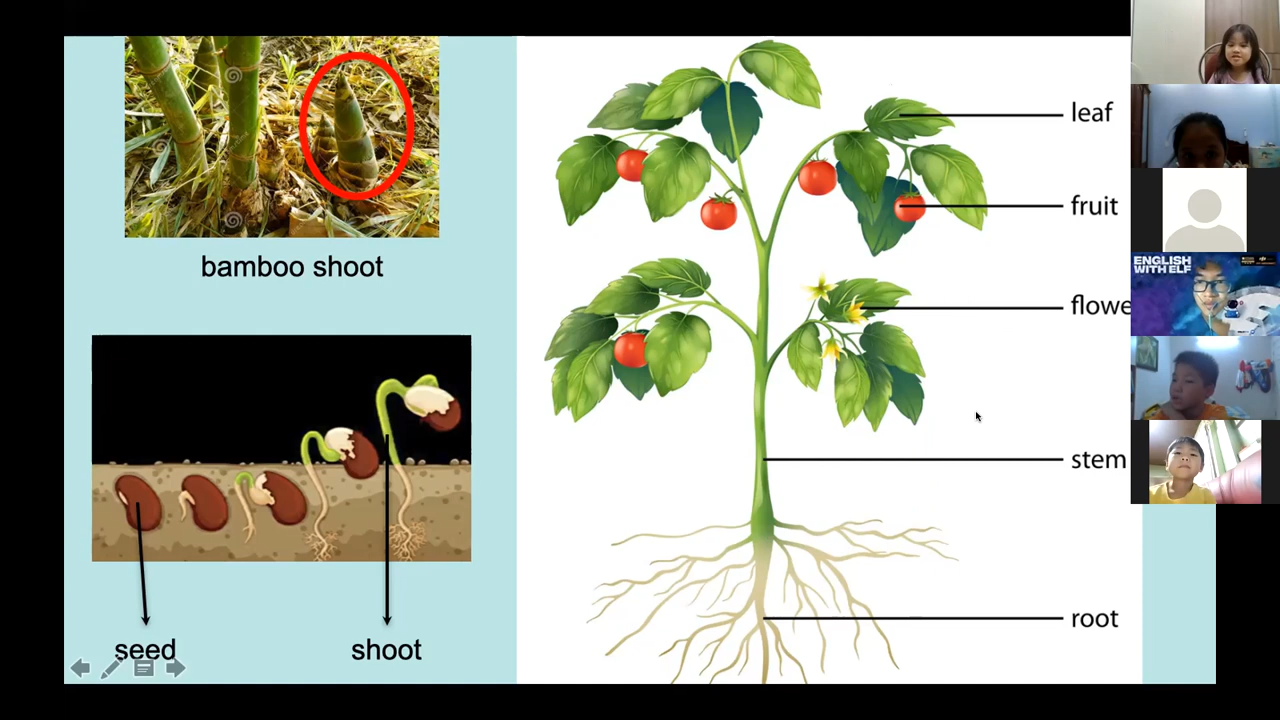 bamboo shoot
seed
shoot
leaf
fruit
flowe
stem
root
ENGLISH
WITH ELF